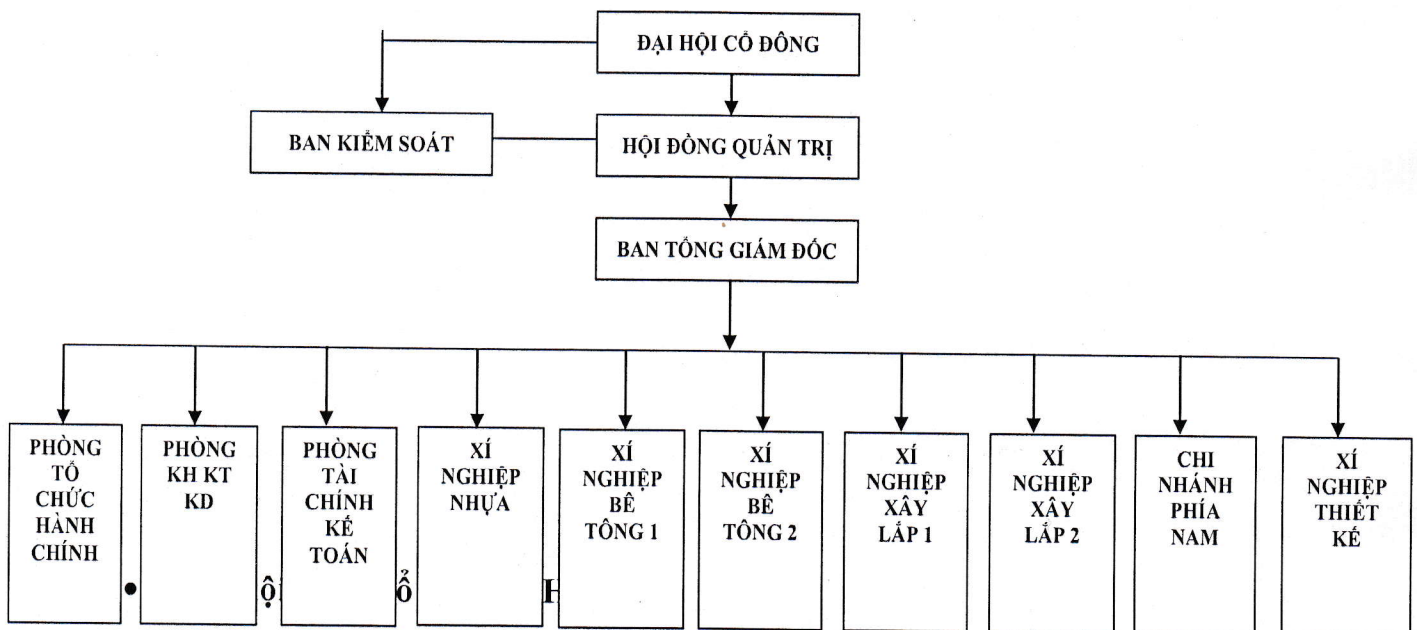 ĐẠI HỘI CỔ ĐÔNG
BAN KIỂM SOÁT
HỘI ĐỒNG QUẢN TRỊ
BAN TỔNG GIÁM ĐỐC
PHÒNG
TỔ
CHỨC
HÀNH
CHÍNH
PHÒNG
KH KT
KD
PHÒNG
TÀI
CHÍNH
KẾ
TOÁN
XÍ
NGHIỆP
NHỰA
XÍ
NGHIỆP
BÊ
TÔNG 1
XÍ
NGHIỆP
BÊ
TÔNG 2
XÍ
NGHIỆP
XÂY
LẮP 1
XÍ
NGHIỆP
XÂY
LẮP 2
CHI
NHÁNH
PHÍA
NAM
XÍ
NGHIỆP
THIẾT
KẾ